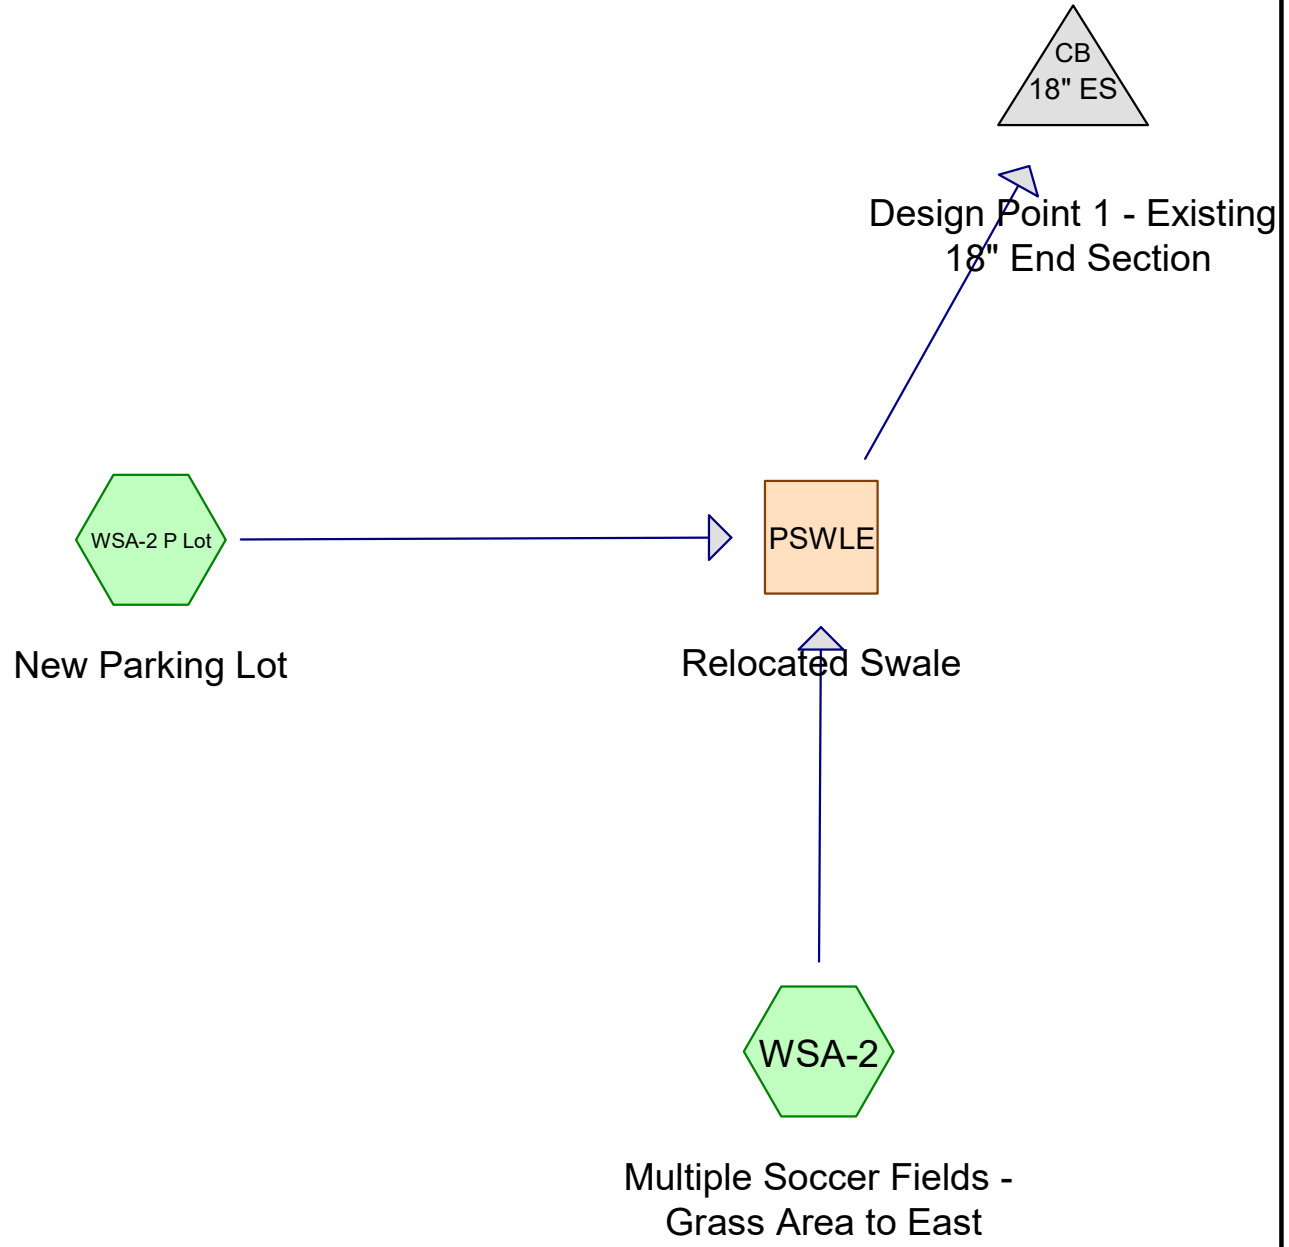 CB
18" ES
Design Point 1 - Existing
18" End Section
WSA-2 P Lot
PSWLE
New Parking Lot
Relocated Swale
WSA-2
Multiple Soccer Fields -
Grass Area to East